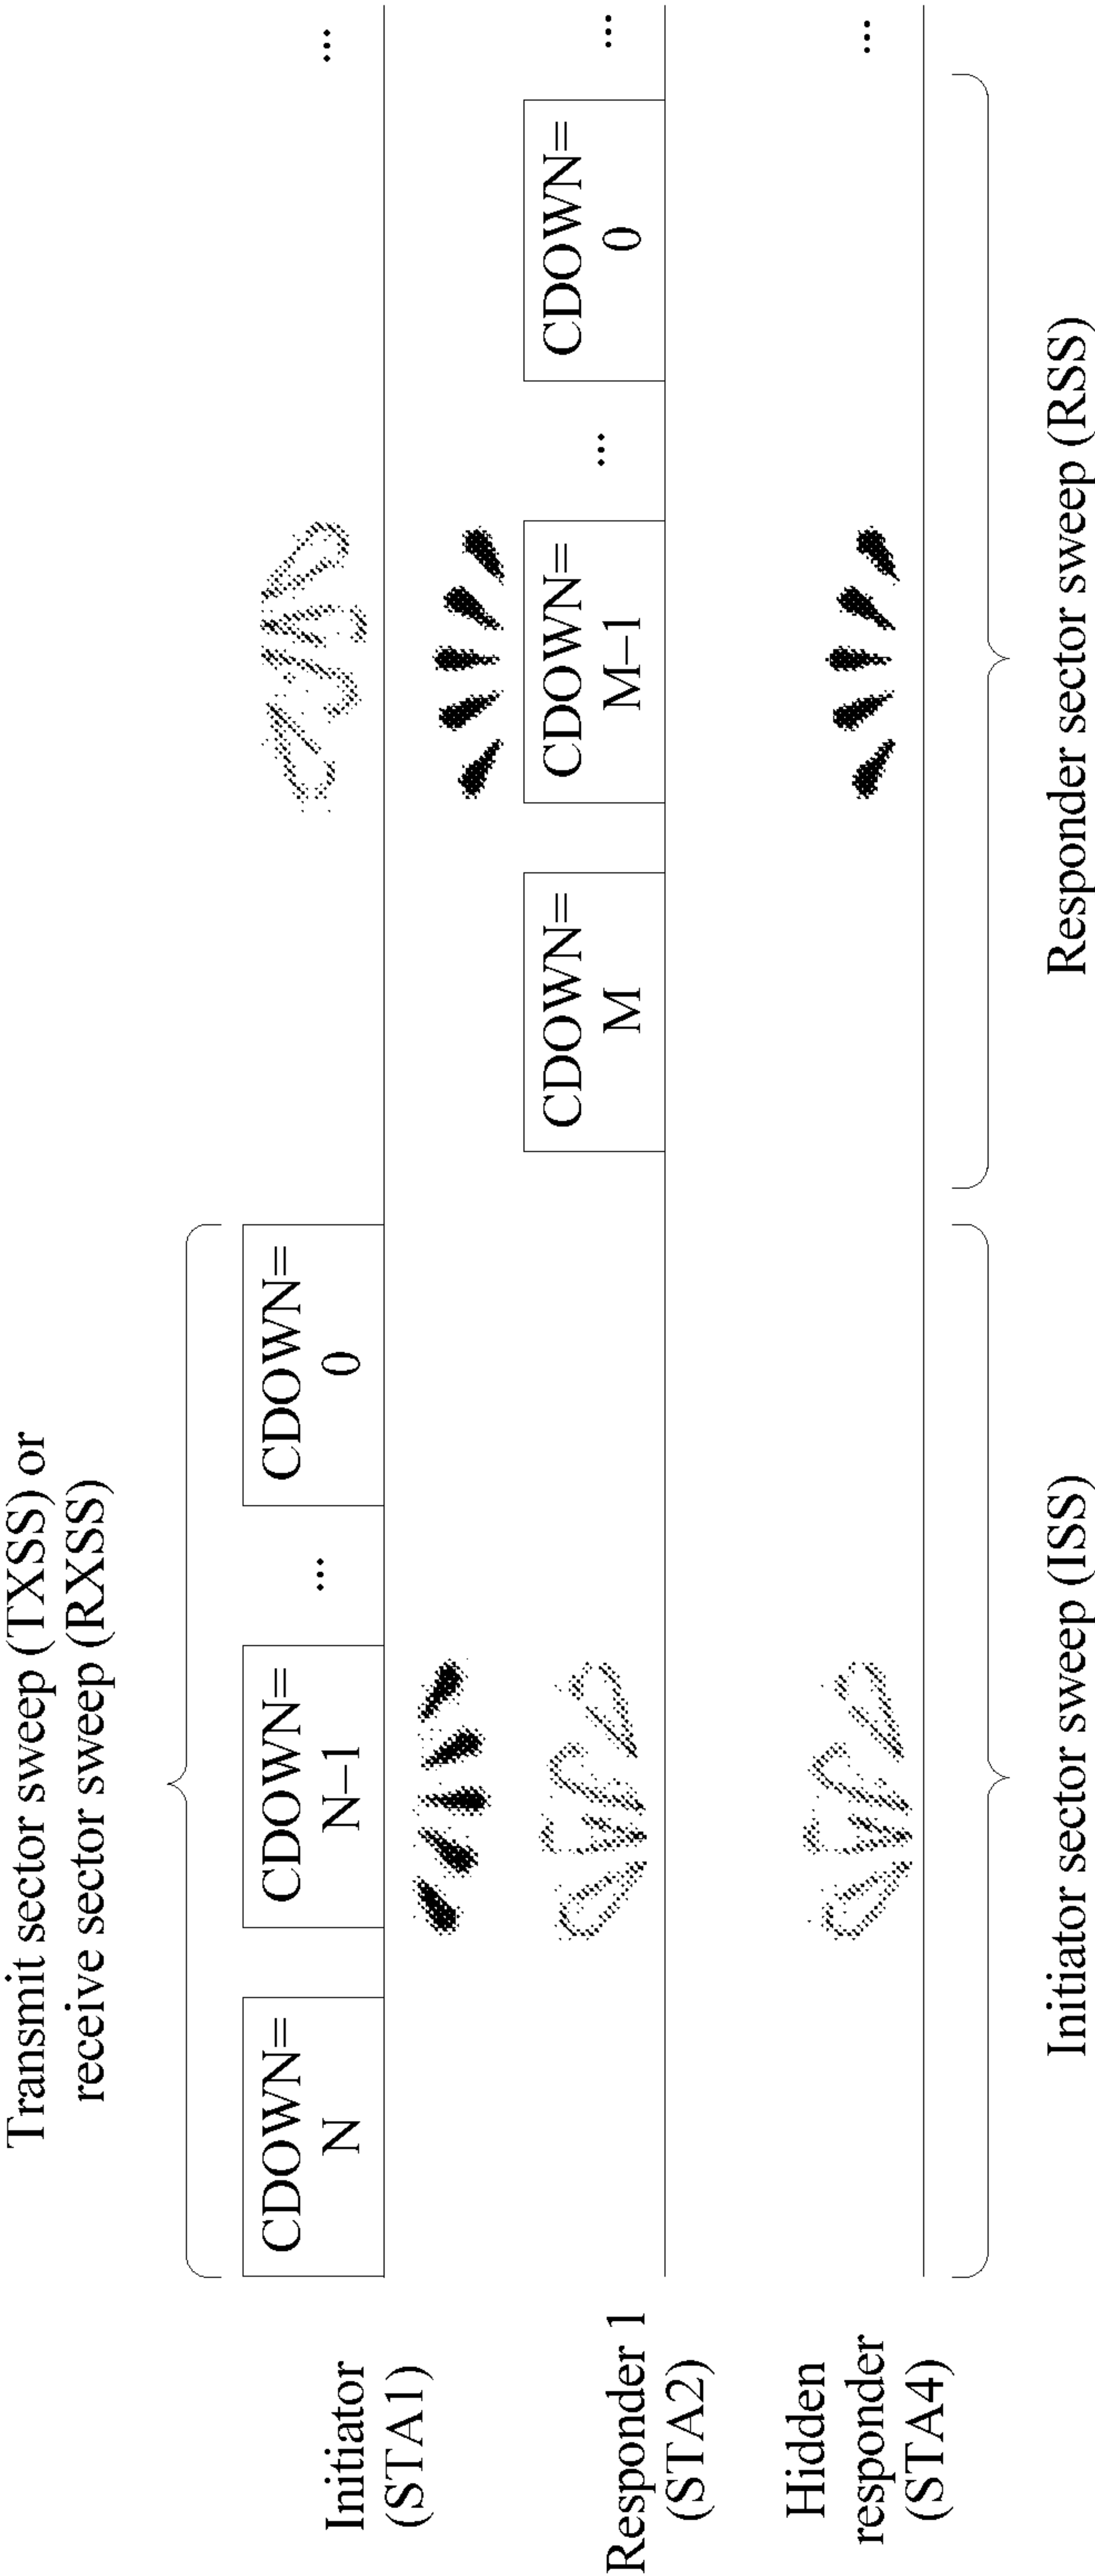 Transmit sector sweep (TXSS) or
receive sector sweep (RXSS)
Initiator
(STA1)
CDOWN=
N
CDOWN=
N–1
...
CDOWN=
0
...
Responder 1
(STA2)
CDOWN=
M
CDOWN=
M–1
...
CDOWN=
0
...
Hidden
responder
(STA4)
...
Initiator sector sweep (ISS)
Responder sector sweep (RSS)